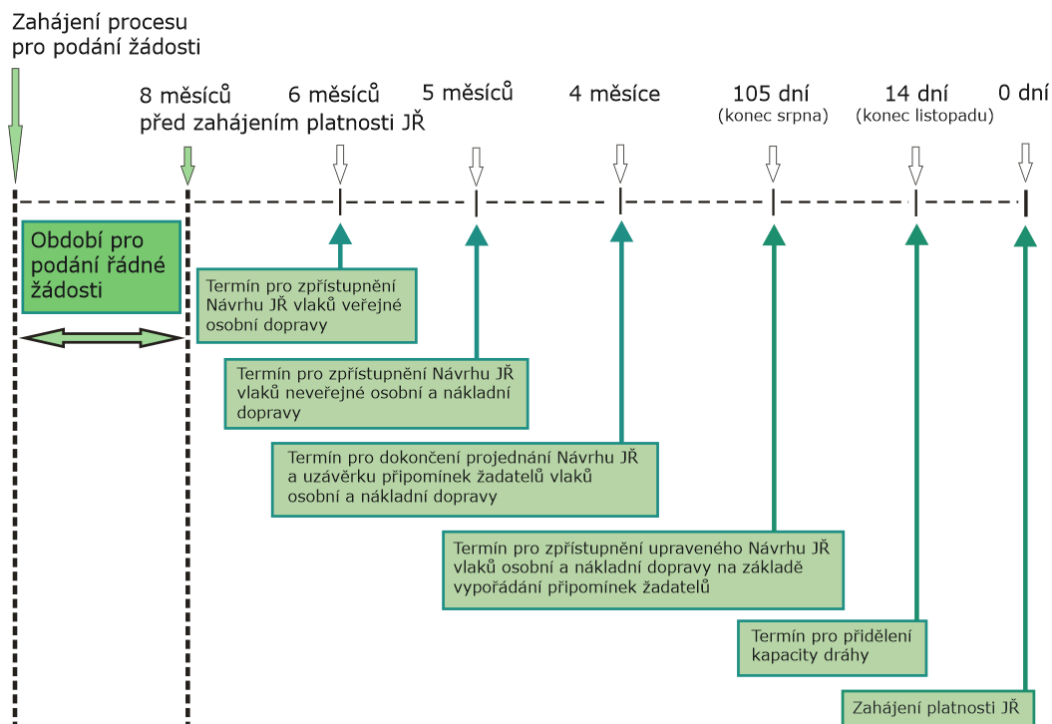 Zahájení procesu
pro podání žádosti
8 měsíců
před zahájením platnosti JŘ
6 měsíců
5 měsíců
4 měsíce
105 dní
(konec srpna)
14 dní
(konec listopadu)
0 dní
Období pro
podání řádné
žádosti
Termín pro zpřístupnění
Návrhu JŘ vlaků veřejné
osobní dopravy
Termín pro zpřístupnění Návrhu JŘ
vlaků neveřejné osobní a nákladní
dopravy
Termín pro dokončení projednání Návrhu JŘ
a uzávěrku připomínek žadatelů vlaků
osobní a nákladní dopravy
Termín pro zpřístupnění upraveného Návrhu JŘ
vlaků osobní a nákladní dopravy na základě
vypořádání připomínek žadatelů
Termín pro přidělení
kapacity dráhy
Zahájení platnosti JŘ